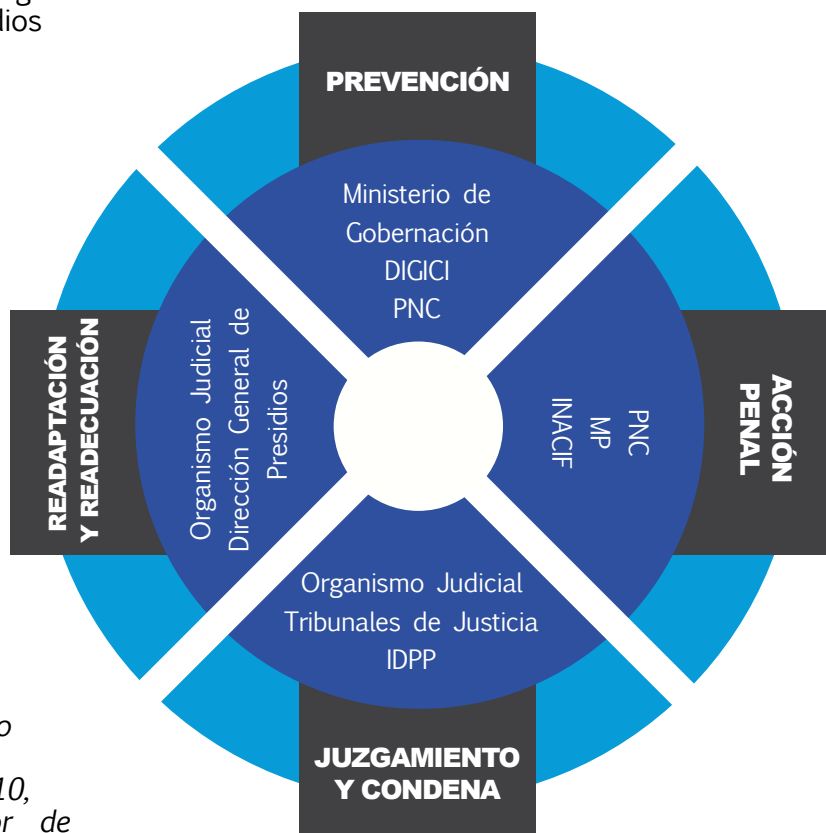 dios
PREVENCIÓN
Ministerio de
Gobernación
DIGICI
PNC
ACCIÓN
PENAL
PNC
MP
INACIF
READAPTACIÓN
Y READECUACIÓN
Organismo Judicial
Dirección General de
Presidios
Organismo Judicial
Tribunales de Justicia
IDPP
JUZGAMIENTO
Y CONDENA
o
10,
or de